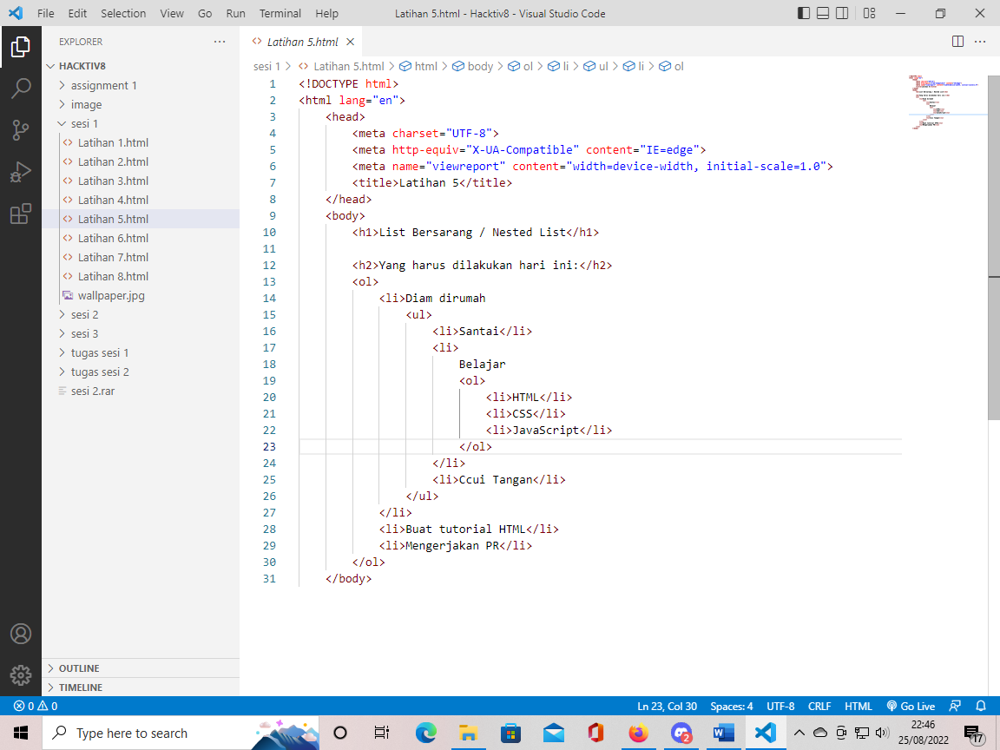 File Edit Selection View Go Run Terminal Help Latihan 5.html - Hacktiv8 - Visual Studio Code
EXPLORER
HACKTIV8
assignment 1
image
sesi 1
Latihan 1.html
Latihan 2.html
Latihan 3.html
Latihan 4.html
Latihan 5.html
Latihan 6.html
Latihan 7.html
Latihan 8.html
wallpaper.jpg
sesi 2
sesi 3
tugas sesi 1
tugas sesi 2
sesi 2.rar
OUTLINE
TIMELINE
Latihan 5.html
sesi 1 > Latihan 5.html > html > body > ol > li > ul > li > ol
1 <!DOCTYPE html>
2 <html lang="en">
3 <head>
4 <meta charset="UTF-8">
5 <meta http-equiv="X-UA-Compatible" content="IE=edge">
6 <meta name="viewreport" content="width=device-width, initial-scale=1.0">
7 <title>Latihan 5</title>
8 </head>
9 <body>
10 <h1>List Bersarang / Nested List</h1>
11
12 <h2>Yang harus dilakukan hari ini:</h2>
13 <ol>
14 <li>Diam dirumah
15 <ul>
16 <li>Santai</li>
17 <li>
18 Belajar
19 <ol>
20 <li>HTML</li>
21 <li>CSS</li>
22 <li>JavaScript</li>
23 </ol>
24 </li>
25 <li>Ccui Tangan</li>
26 </ul>
27 </li>
28 <li>Buat tutorial HTML</li>
29 <li>Mengerjakan PR</li>
30 </ol>
31 </body>
0 0 Ln 23, Col 30 Spaces: 4 UTF-8 CRLF HTML Go Live
Type here to search
2
22:46
25/08/2022
17